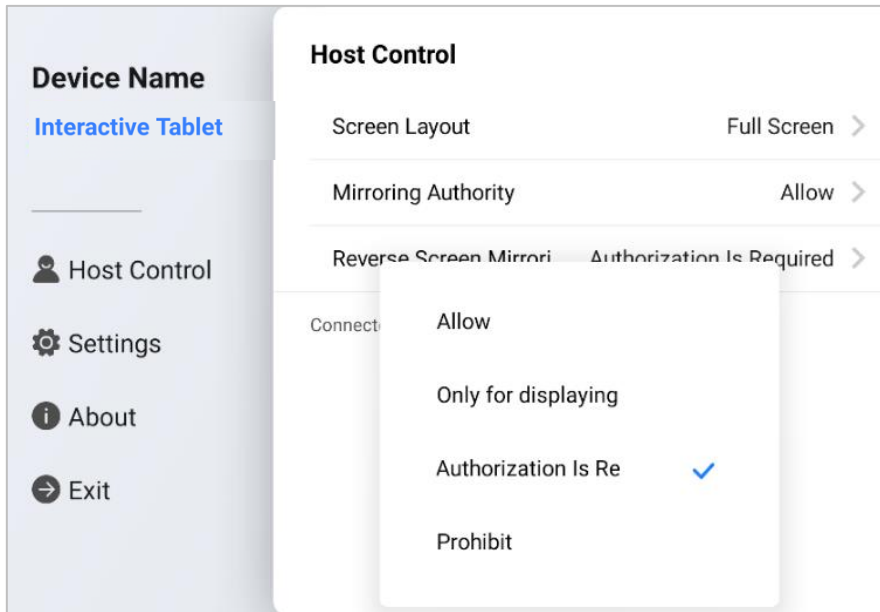 Device Name
Interactive Tablet
Host Control
Settings
About
Exit
Host Control
Screen Layout Full Screen
Mirroring Authority Allow
Reverse Screen Mirrori Authorization Is Required
Connect
Allow
Only for displaying
Authorization Is Re
Prohibit